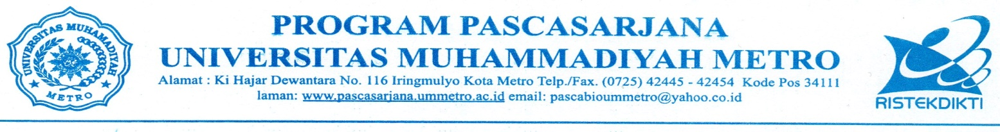 UNIVERSITAS MUHAMMADIYAH
METRO
PROGRAM PASCASARJANA
UNIVERSITAS MUHAMMADIYAH METRO
Alamat : Ki Hajar Dewantara No. 116 Iringmulyo Kota Metro Telp./Fax. (0725) 42445 - 42454 Kode Pos 34111
laman: www.pascasarjana.ummetro.ac.id email: pascabioummetro@yahoo.co.id
RISTEKDIKTI